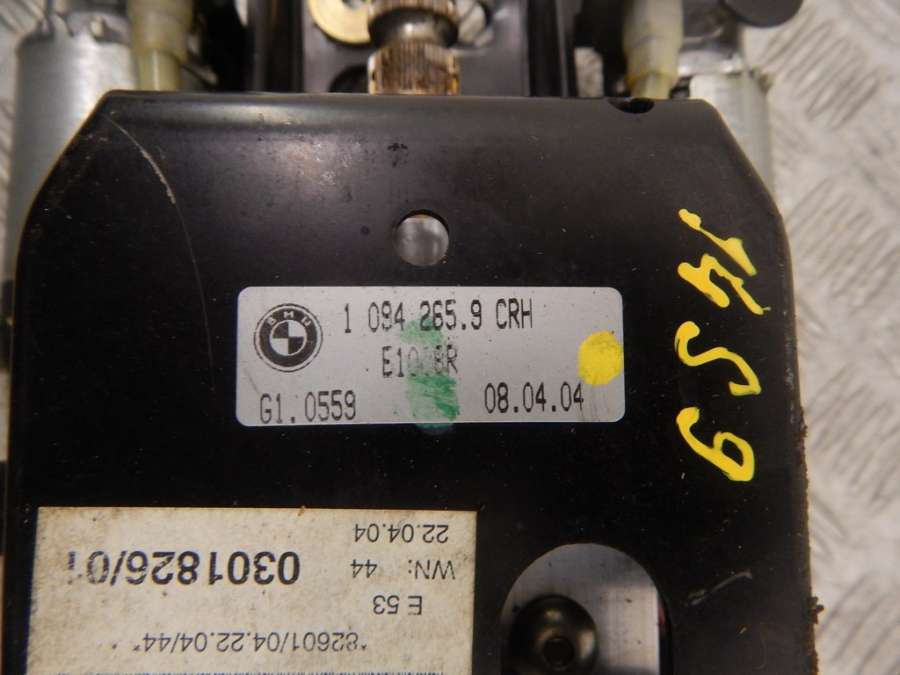 BMW
1 094 265.9 CRH
G1.0559
08.04.04
1459
0301826/01
22.04.04
WN: 44
E 53
*82601/04.22.04/44*